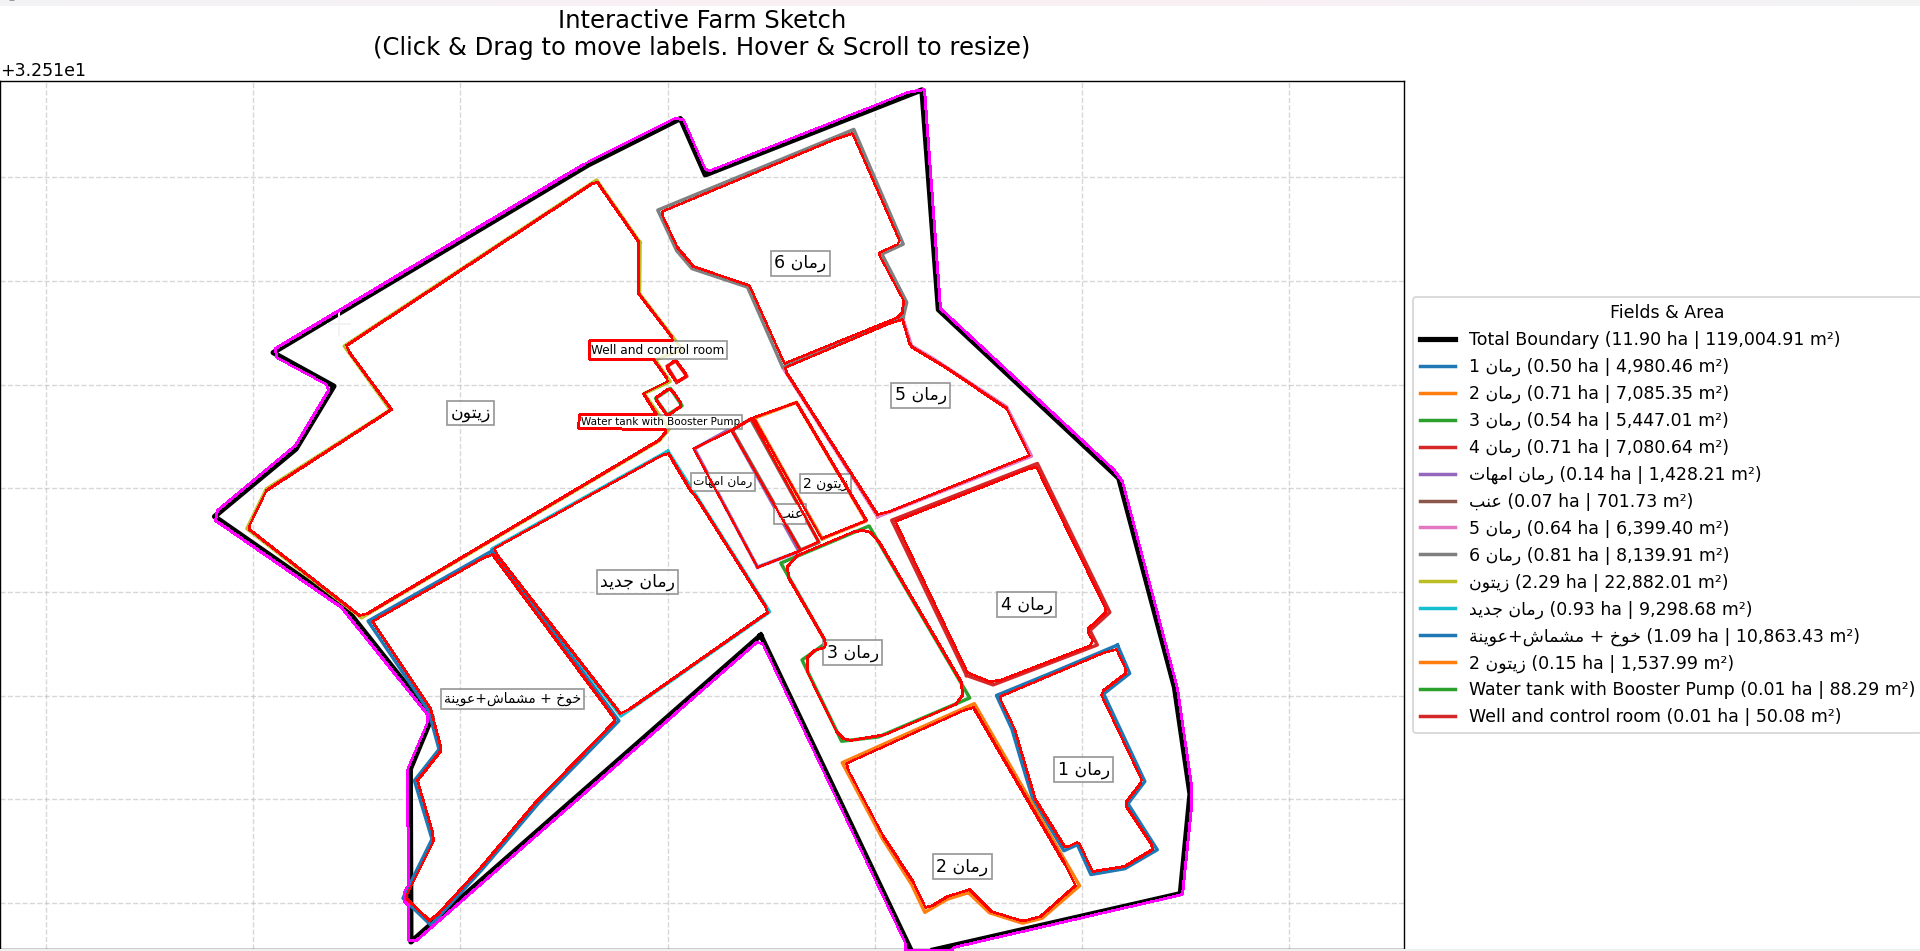 Interactive Farm Sketch
(Click & Drag to move labels. Hover & Scroll to resize)
+3.251e1
رمان 6
Well and control room
رمان 5
زيتون
Water tank with Booster Pump
رمان امهات
زيتون 2
عنب
رمان جديد
رمان 4
رمان 3
خوخ + مشماش+عوينة
رمان 1
رمان 2
Fields & Area
Total Boundary (11.90 ha | 119,004.91 m²)
رمان 1 (0.50 ha | 4,980.46 m²)
رمان 2 (0.71 ha | 7,085.35 m²)
رمان 3 (0.54 ha | 5,447.01 m²)
رمان 4 (0.71 ha | 7,080.64 m²)
رمان امهات (0.14 ha | 1,428.21 m²)
عنب (0.07 ha | 701.73 m²)
رمان 5 (0.64 ha | 6,399.40 m²)
رمان 6 (0.81 ha | 8,139.91 m²)
زيتون (2.29 ha | 22,882.01 m²)
رمان جديد (0.93 ha | 9,298.68 m²)
خوخ + مشماش+عوينة (1.09 ha | 10,863.43 m²)
زيتون 2 (0.15 ha | 1,537.99 m²)
Water tank with Booster Pump (0.01 ha | 88.29 m²)
Well and control room (0.01 ha | 50.08 m²)